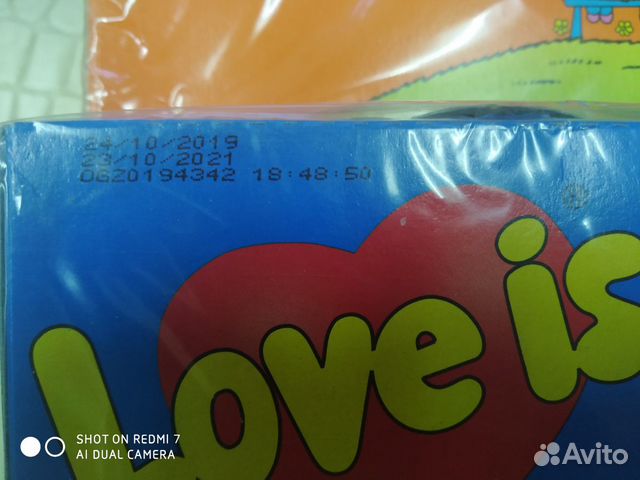 24/10/2019
23/10/2021
0620194342 18:48:50
Love is
SHOT ON REDMI 7
AI DUAL CAMERA
Avito